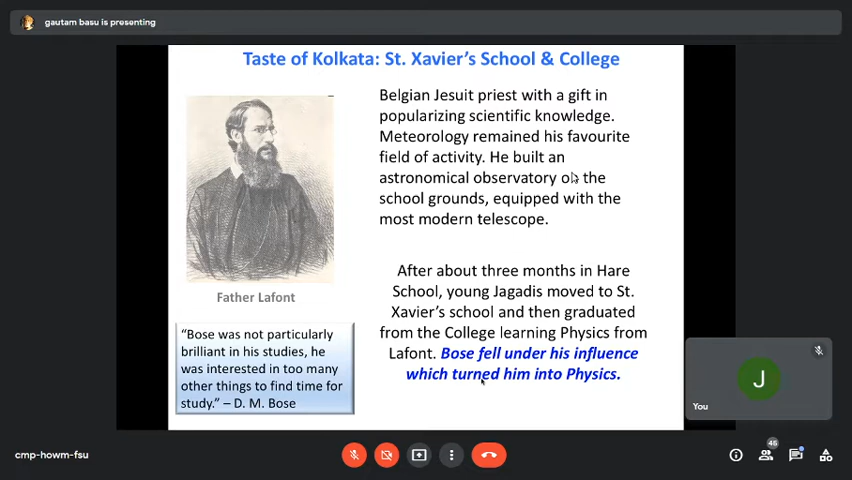 gautam basu is presenting
Taste of Kolkata: St. Xavier's School & College
Belgian Jesuit priest with a gift in
popularizing scientific knowledge.
Meteorology remained his favourite
field of activity. He built an
astronomical observatory on the
school grounds, equipped with the
most modern telescope.
Father Lafont
After about three months in Hare
School, young Jagadis moved to St.
Xavier's school and then graduated
from the College learning Physics from
Lafont. Bose fell under his influence
which turned him into Physics.
“Bose was not particularly
brilliant in his studies, he
was interested in too many
other things to find time for
study.” – D. M. Bose
J
You
cmp-howm-fsu
46